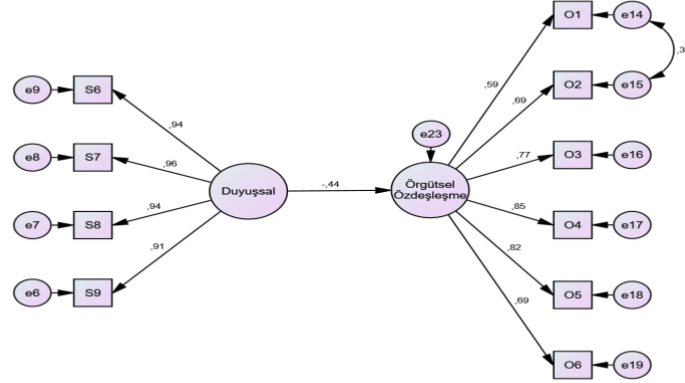 O1
e14
,3
,59
O2
e15
,69
e9
S6
,94
e23
O3
e16
,77
e8
S7
,96
Duyuşsal
-,44
Örgütsel
Özdeşleşme
,85
O4
e17
e7
S8
,94
,82
,91
O5
e18
e6
S9
,69
O6
e19